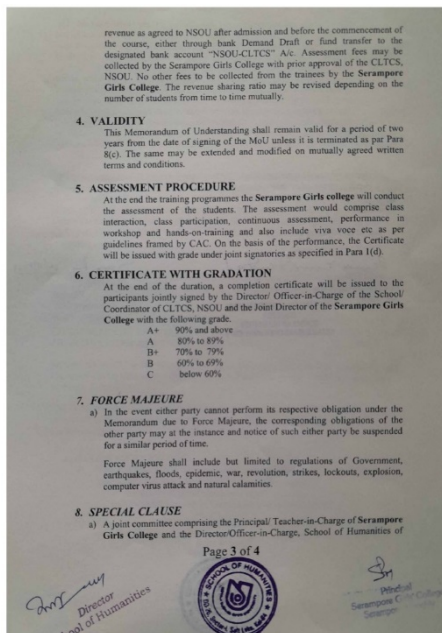 revenue as agreed to NSOU after admission and before the commencement of
the course, either through bank Demand Draft or fund transfer to the
designated bank account "NSOU-CLTCS" A/c. Assessment fees may be
collected by the Serampore Girls College with prior approval of the CLTCS,
NSOU. No other fees to be collected from the trainees by the Serampore
Girls College. The revenue sharing ratio may be revised depending on the
number of students from time to time mutually.
4. VALIDITY
This Memorandum of Understanding shall remain valid for a period of two
years from the date of signing of the MoU unless it is terminated as par Para
8(c). The same may be extended and modified on mutually agreed written
terms and conditions.
5. ASSESSMENT PROCEDURE
At the end the training programmes the Serampore Girls college will conduct
the assessment of the students. The assessment would comprise class
interaction, class participation, continuous assessment, performance in
workshop and hands-on-training and also include viva voce etc as per
guidelines framed by CAC. On the basis of the performance, the Certificate
will be issued with grade under joint signatories as specified in Para 1(d).
6. CERTIFICATE WITH GRADATION
At the end of the duration, a completion certificate will be issued to the
participants jointly signed by the Director/ Officer-in-Charge of the School/
Coordinator of CLTCS, NSOU and the Joint Director of the Serampore Girls
College with the following grade.
A+ 90% and above
A 80% to 89%
B+ 70% to 79%
B 60% to 69%
C below 60%
7. FORCE MAJEURE
a) In the event either party cannot perform its respective obligation under the
Memorandum due to Force Majeure, the corresponding obligations of the
other party may at the instance and notice of such either party be suspended
for a similar period of time.
Force Majeure shall include but limited to regulations of Government,
earthquakes, floods, epidemic, war, revolution, strikes, lockouts, explosion,
computer virus attack and natural calamities.
8. SPECIAL CLAUSE
a) A joint committee comprising the Principal/ Teacher-in-Charge of Serampore
Girls College and the Director/Officer-in-Charge, School of Humanities of
Page 3 of 4
SCHOOL OF HUMANITIES
Director
School of Humanities
Principal
Serampore Girls College
Serampore